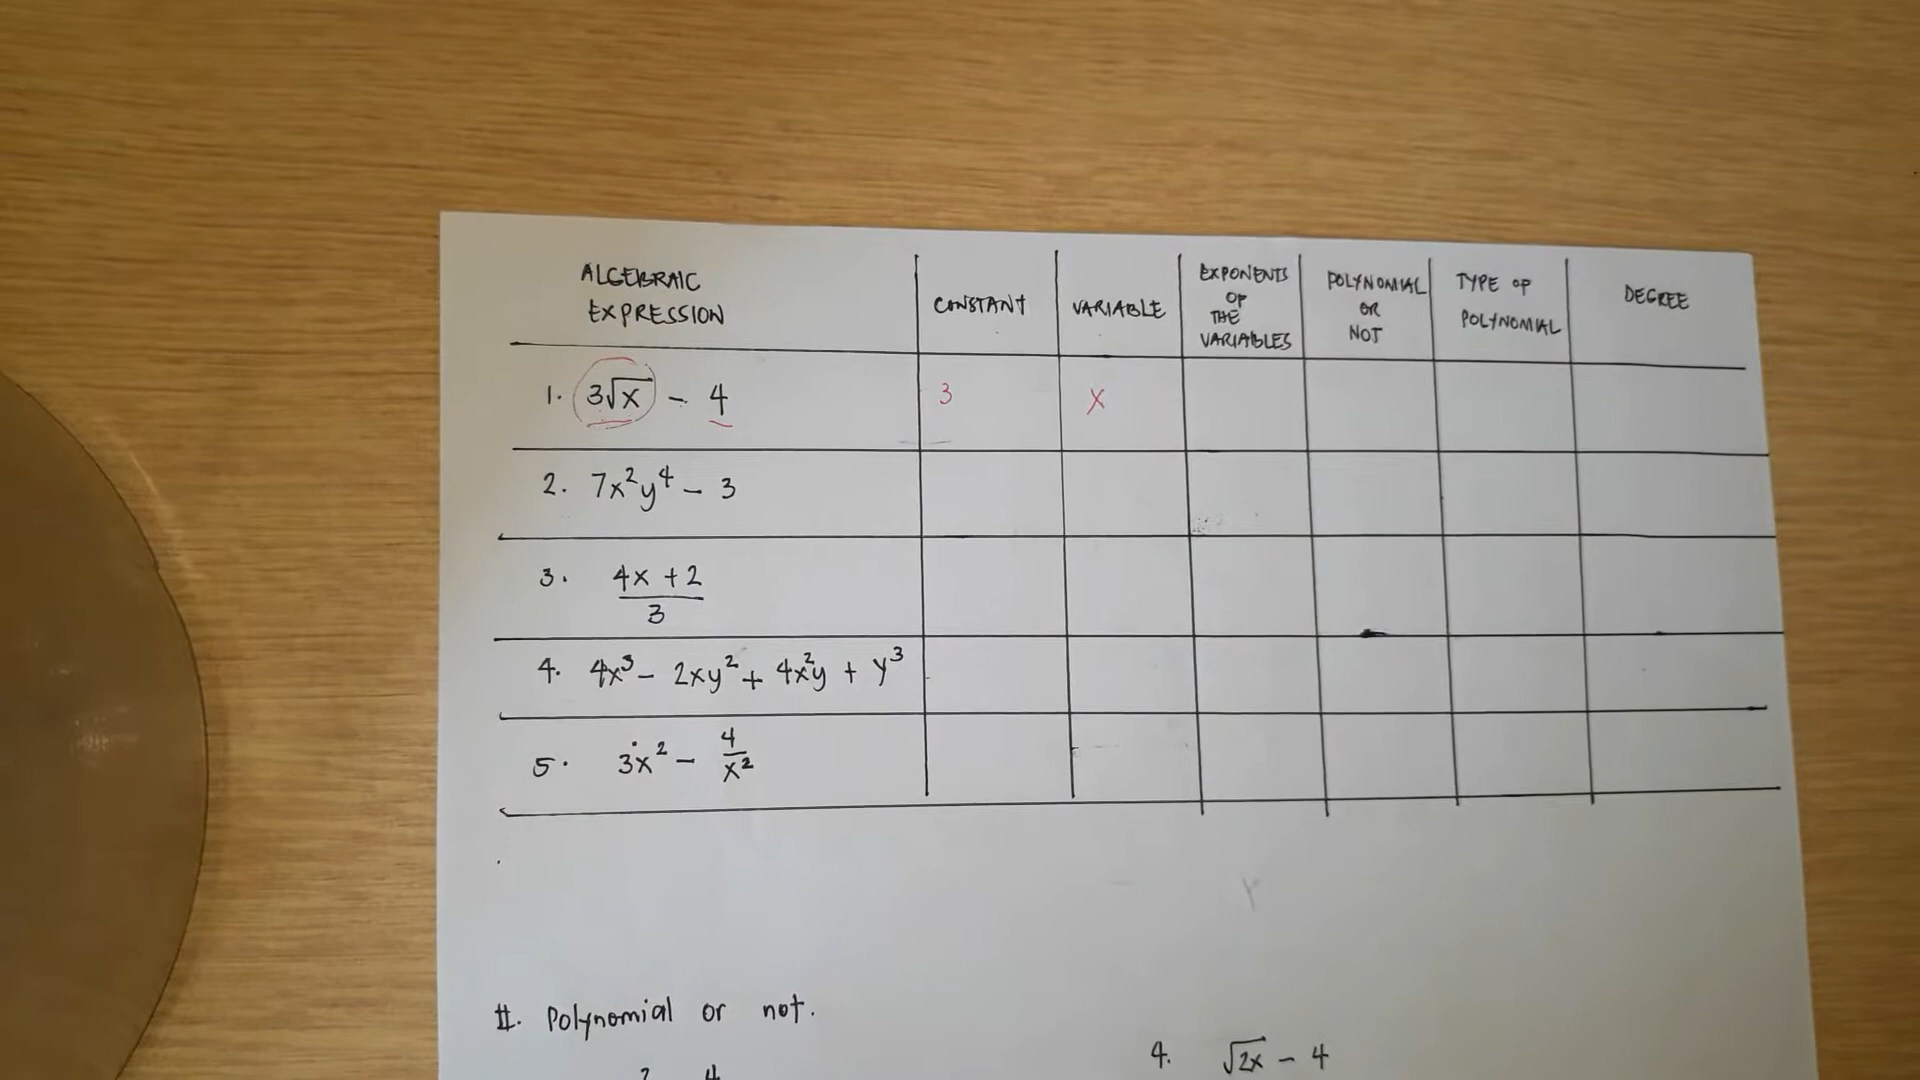 ALGEBRAIC EXPRESSION | CONSTANT | VARIABLE | EXPONENTS OF THE VARIABLES | POLYNOMIAL OR NOT | TYPE OF POLYNOMIAL | DEGREE
1. 3√x - 4 | 3 | x
2. 7x²y⁴ - 3
3. (4x + 2)/3
4. 4x³ - 2xy² + 4x²y + y³
5. 3x² - 4/x²
II. Polynomial or not.
4. √2x - 4